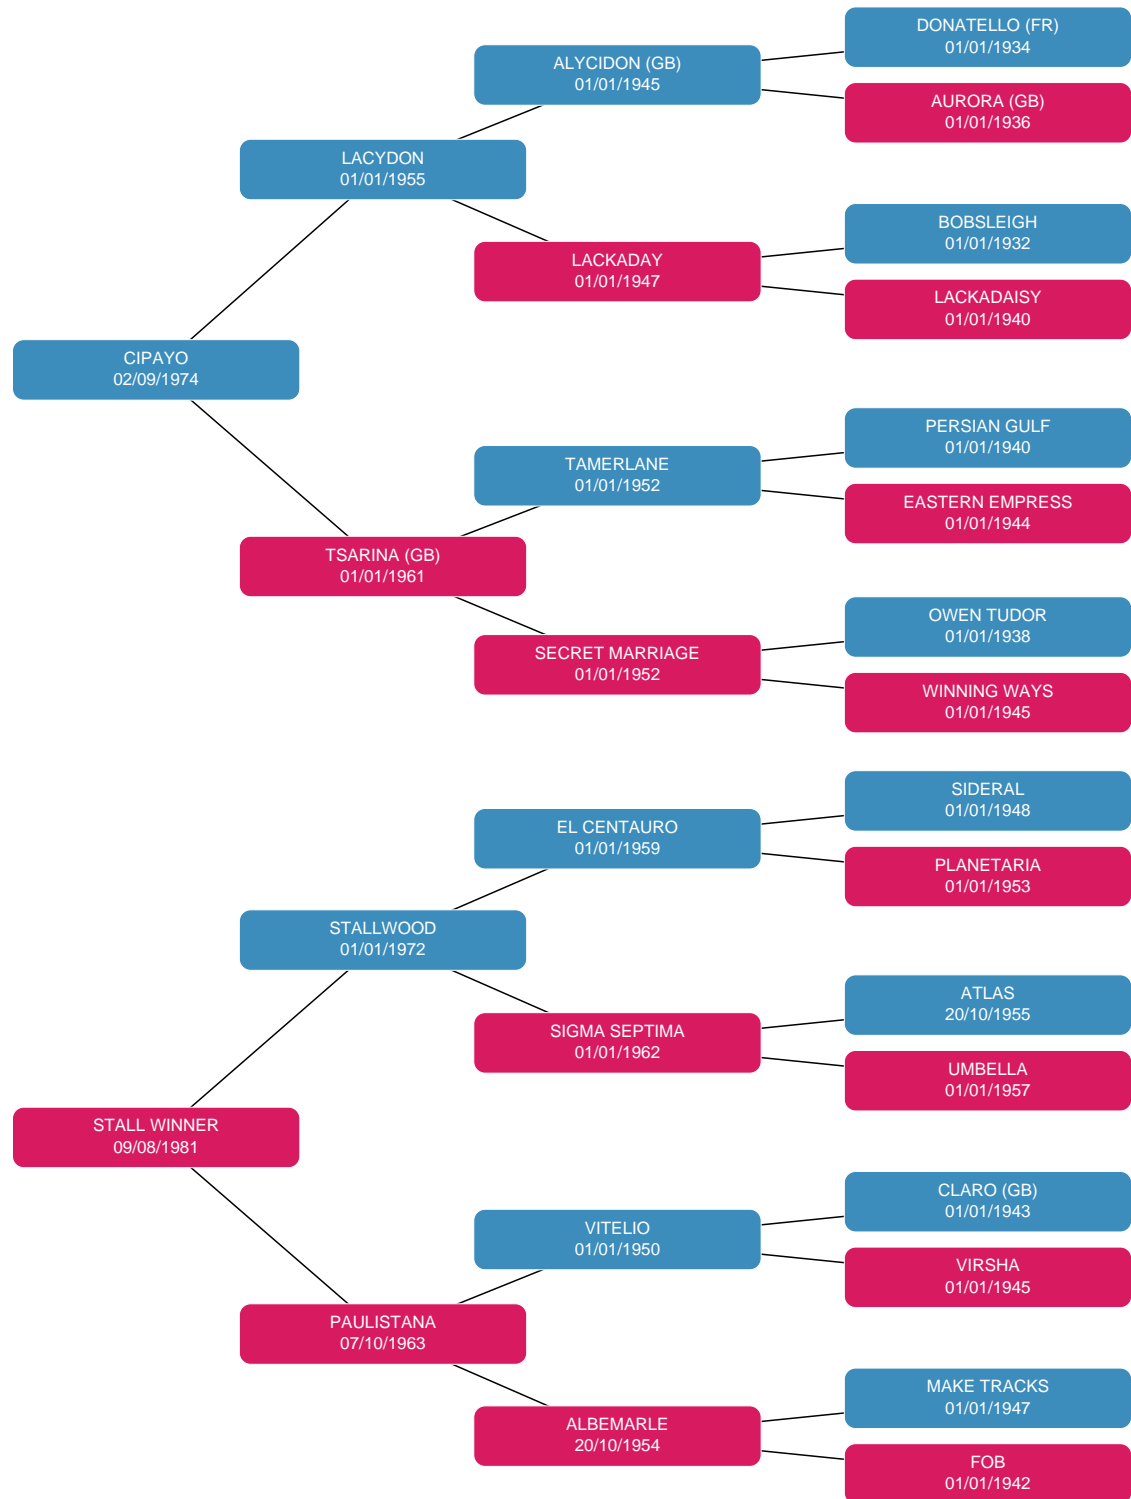 DONATELLO (FR)
01/01/1934
ALYCIDON (GB)
01/01/1945
AURORA (GB)
01/01/1936
LACYDON
01/01/1955
BOBSLEIGH
01/01/1932
LACKADAY
01/01/1947
LACKADAISY
01/01/1940
CIPAYO
02/09/1974
PERSIAN GULF
01/01/1940
TAMERLANE
01/01/1952
EASTERN EMPRESS
01/01/1944
TSARINA (GB)
01/01/1961
OWEN TUDOR
01/01/1938
SECRET MARRIAGE
01/01/1952
WINNING WAYS
01/01/1945
SIDERAL
01/01/1948
EL CENTAURO
01/01/1959
PLANETARIA
01/01/1953
STALLWOOD
01/01/1972
ATLAS
20/10/1955
SIGMA SEPTIMA
01/01/1962
UMBELLA
01/01/1957
STALL WINNER
09/08/1981
CLARO (GB)
01/01/1943
VITELIO
01/01/1950
VIRSHA
01/01/1945
PAULISTANA
07/10/1963
MAKE TRACKS
01/01/1947
ALBEMARLE
20/10/1954
FOB
01/01/1942